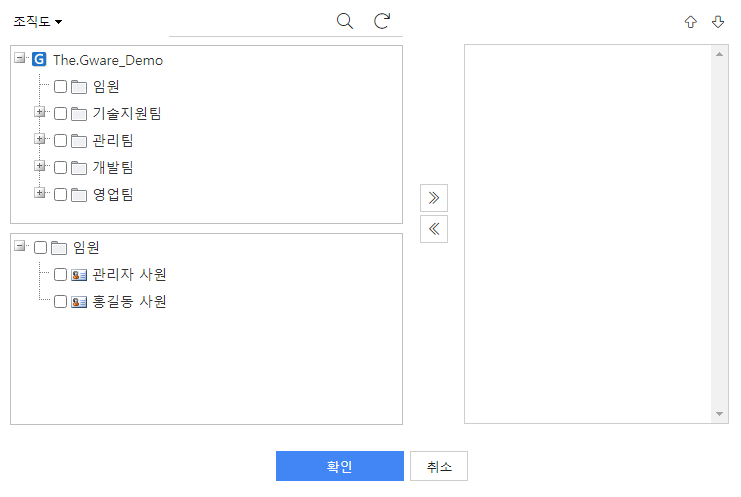 조직도
The.Gware_Demo
임원
기술지원팀
관리팀
개발팀
영업팀
임원
관리자 사원
홍길동 사원
확인 취소